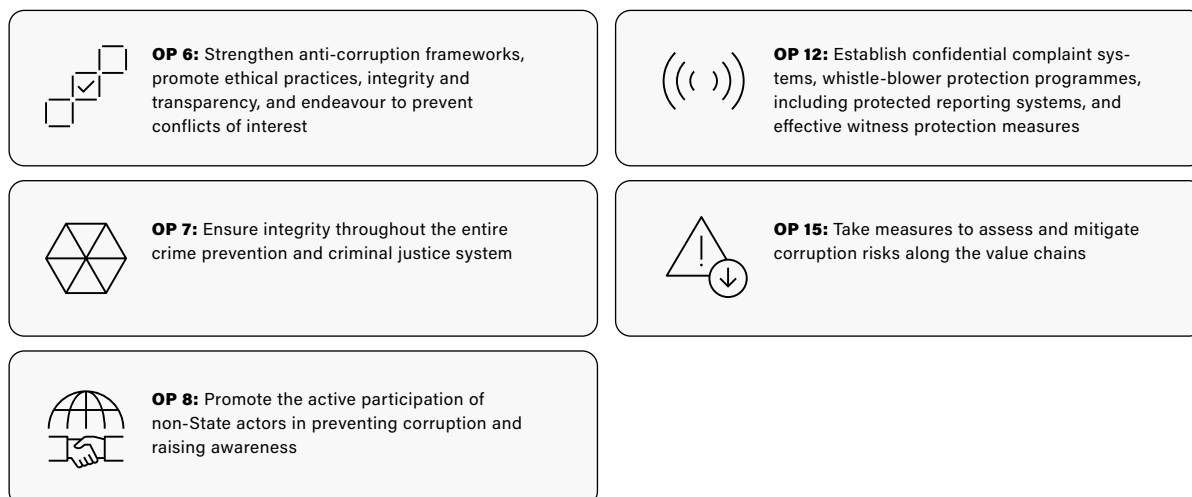 OP 6: Strengthen anti-corruption frameworks,
promote ethical practices, integrity and
transparency, and endeavour to prevent
conflicts of interest
OP 7: Ensure integrity throughout the entire
crime prevention and criminal justice system
OP 8: Promote the active participation of
non-State actors in preventing corruption and
raising awareness
OP 12: Establish confidential complaint sys-
tems, whistle-blower protection programmes,
including protected reporting systems, and
effective witness protection measures
OP 15: Take measures to assess and mitigate
corruption risks along the value chains